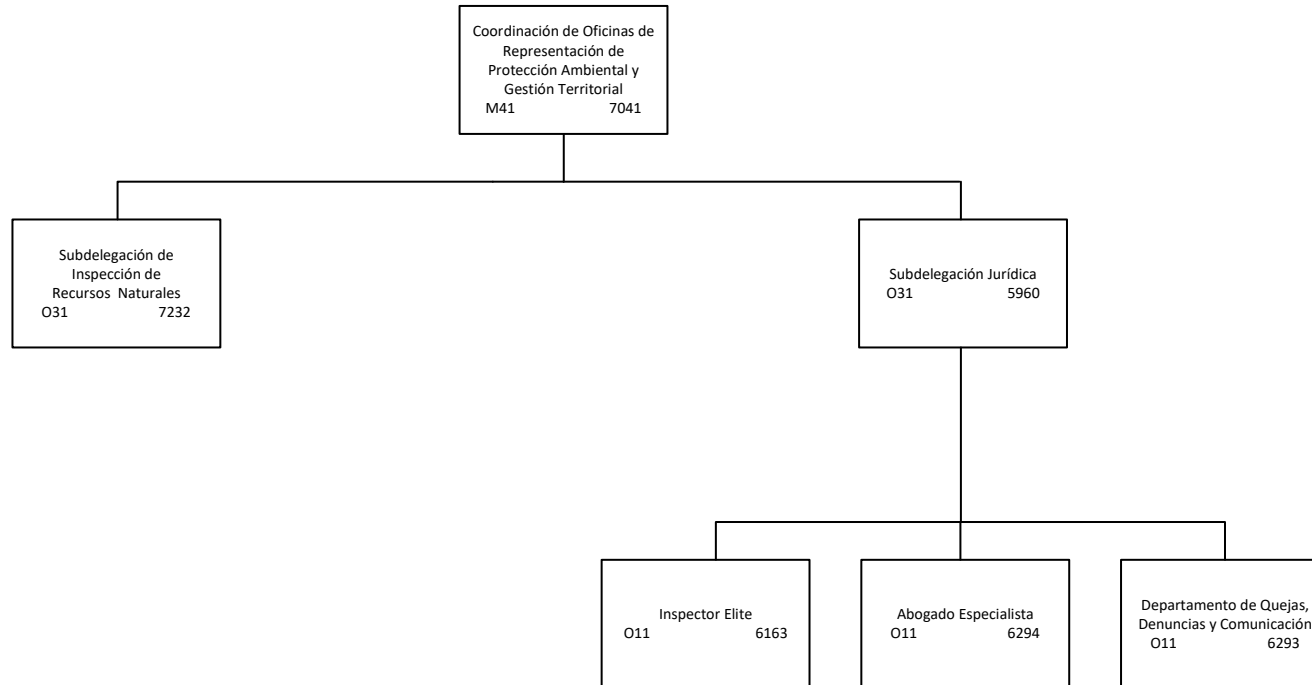 Coordinación de Oficinas de
Representación de
Protección Ambiental y
Gestión Territorial
M41 7041
Subdelegación de
Inspección de
Recursos Naturales
O31 7232
Subdelegación Jurídica
O31 5960
Inspector Elite
O11 6163
Abogado Especialista
O11 6294
Departamento de Quejas,
Denuncias y Comunicación
O11 6293